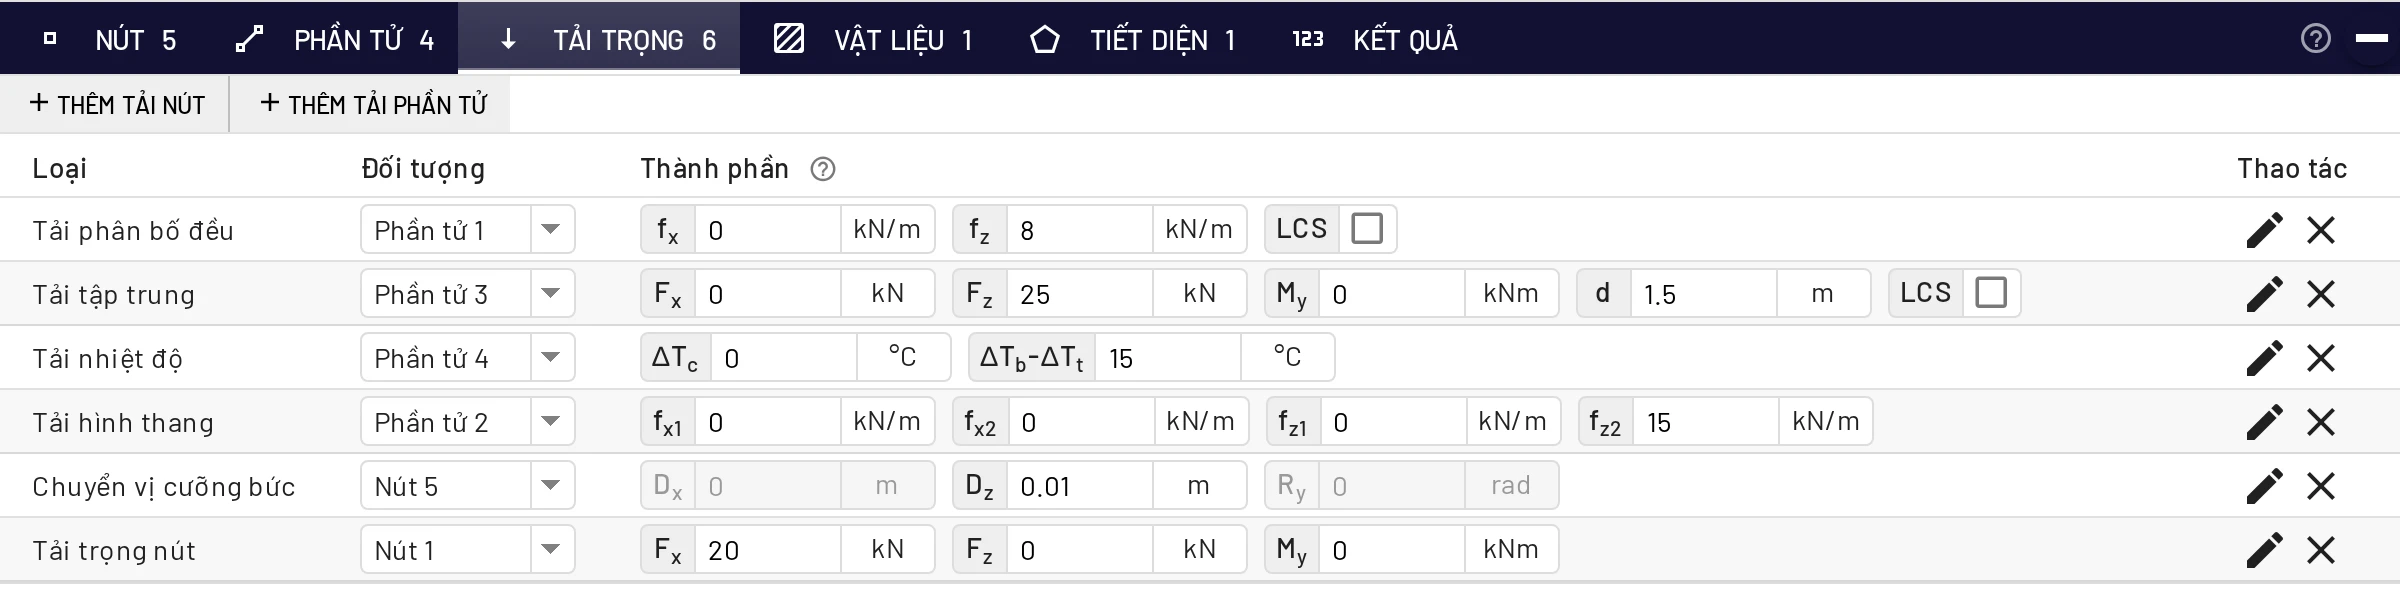 NÚT 5 PHẦN TỬ 4 TẢI TRỌNG 6 VẬT LIỆU 1 TIẾT DIỆN 1 123 KẾT QUẢ ?
+ THÊM TẢI NÚT + THÊM TẢI PHẦN TỬ
Loại Đối tượng Thành phần ? Thao tác
Tải phân bố đều Phần tử 1 fx 0 kN/m fz 8 kN/m LCS
Tải tập trung Phần tử 3 Fx 0 kN Fz 25 kN My 0 kNm d 1.5 m LCS
Tải nhiệt độ Phần tử 4 ΔTc 0 °C ΔTb-ΔTt 15 °C
Tải hình thang Phần tử 2 fx1 0 kN/m fx2 0 kN/m fz1 0 kN/m fz2 15 kN/m
Chuyển vị cưỡng bức Nút 5 Dx 0 m Dz 0.01 m Ry 0 rad
Tải trọng nút Nút 1 Fx 20 kN Fz 0 kN My 0 kNm